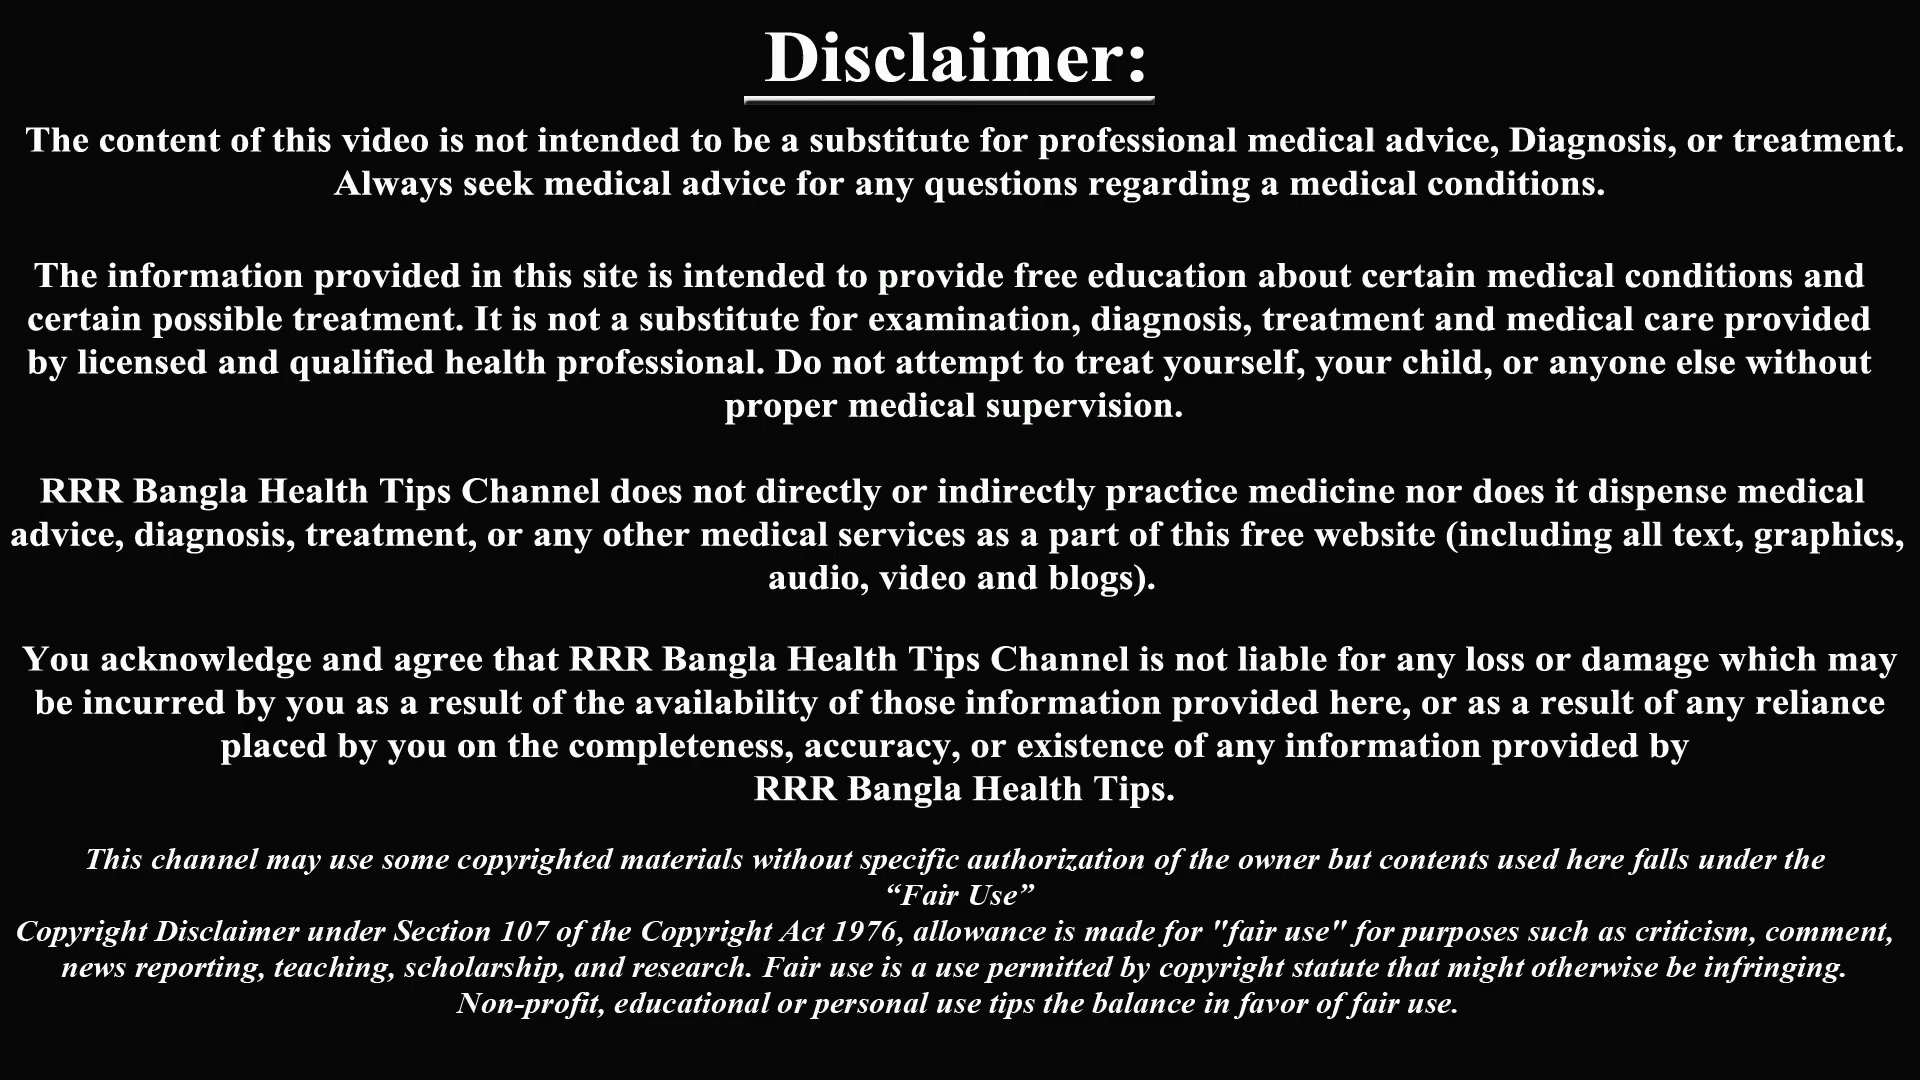 Disclaimer:
The content of this video is not intended to be a substitute for professional medical advice, Diagnosis, or treatment.
Always seek medical advice for any questions regarding a medical conditions.
The information provided in this site is intended to provide free education about certain medical conditions and
certain possible treatment. It is not a substitute for examination, diagnosis, treatment and medical care provided
by licensed and qualified health professional. Do not attempt to treat yourself, your child, or anyone else without
proper medical supervision.
RRR Bangla Health Tips Channel does not directly or indirectly practice medicine nor does it dispense medical
advice, diagnosis, treatment, or any other medical services as a part of this free website (including all text, graphics,
audio, video and blogs).
You acknowledge and agree that RRR Bangla Health Tips Channel is not liable for any loss or damage which may
be incurred by you as a result of the availability of those information provided here, or as a result of any reliance
placed by you on the completeness, accuracy, or existence of any information provided by
RRR Bangla Health Tips.
This channel may use some copyrighted materials without specific authorization of the owner but contents used here falls under the
“Fair Use”
Copyright Disclaimer under Section 107 of the Copyright Act 1976, allowance is made for "fair use" for purposes such as criticism, comment,
news reporting, teaching, scholarship, and research. Fair use is a use permitted by copyright statute that might otherwise be infringing.
Non-profit, educational or personal use tips the balance in favor of fair use.